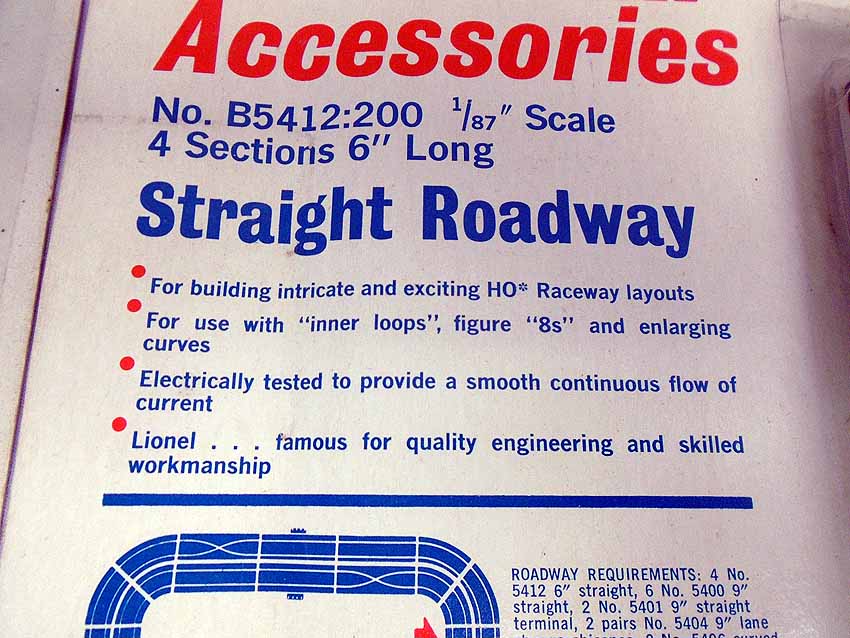 Accessories
No. B5412:200 1/87" Scale
4 Sections 6" Long
Straight Roadway
For building intricate and exciting HO* Raceway layouts
For use with "inner loops", figure "8s" and enlarging
curves
Electrically tested to provide a smooth continuous flow of
current
Lionel . . . famous for quality engineering and skilled
workmanship
ROADWAY REQUIREMENTS: 4 No.
5412 6" straight, 6 No. 5400 9"
straight, 2 No. 5401 9" straight
terminal, 2 pairs No. 5404 9" lane